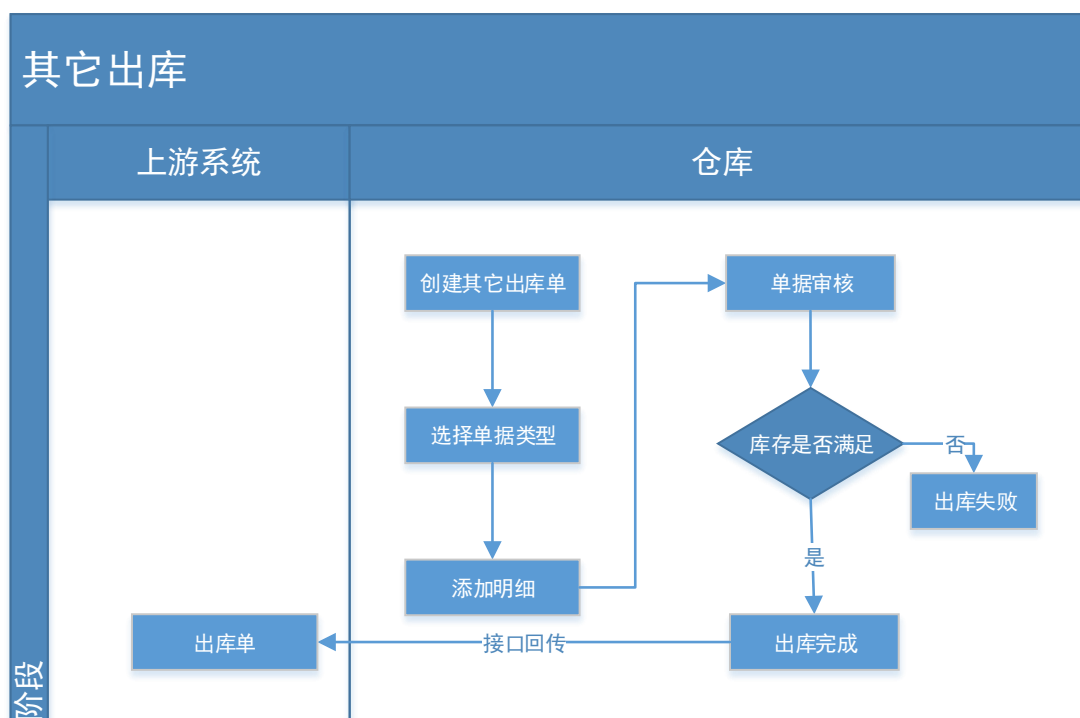 其它出库
上游系统
仓库
创建其它出库单
单据审核
选择单据类型
库存是否满足
否
出库失败
是
添加明细
出库单
接口回传
出库完成
阶段